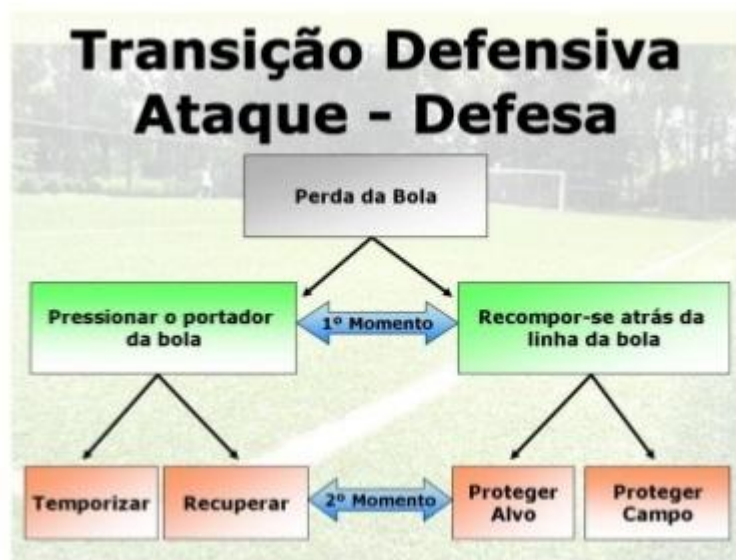 Transição Defensiva
Ataque - Defesa
Perda da Bola
Pressionar o portador
da bola
1º Momento
Recompor-se atrás da
linha da bola
Temporizar
Recuperar
2º Momento
Proteger
Alvo
Proteger
Campo